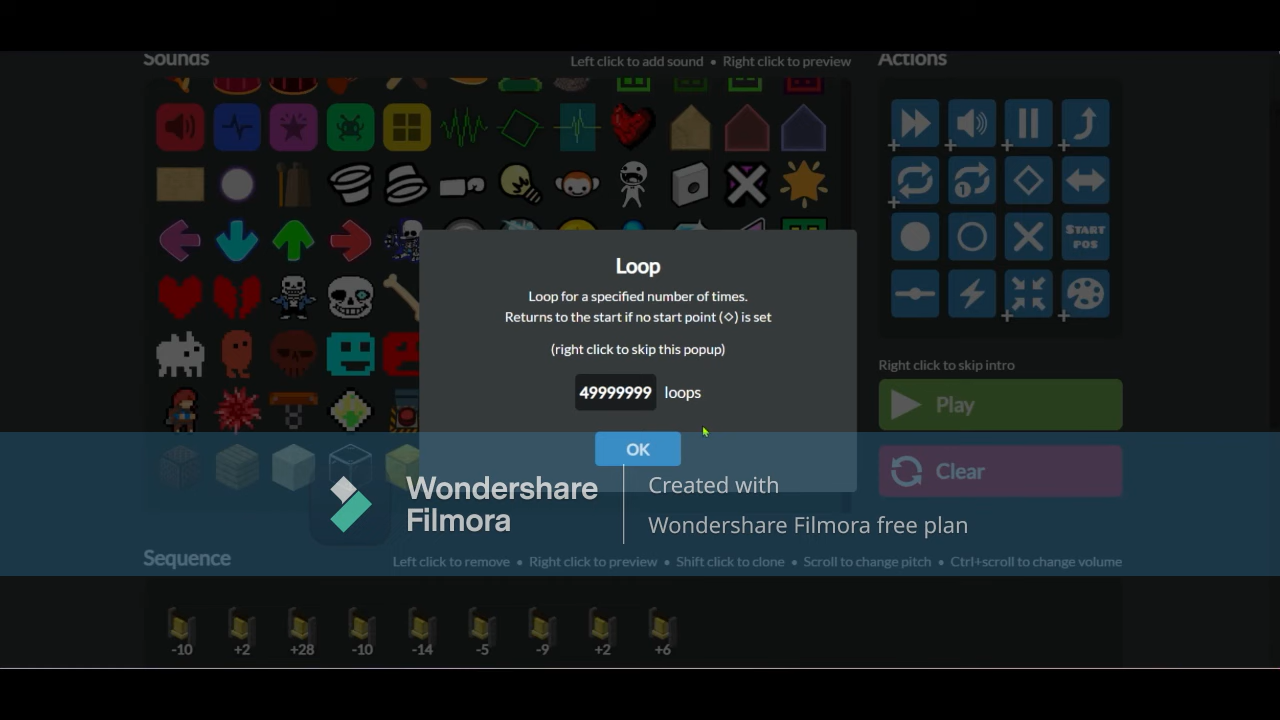 Sounds
Left click to add sound • Right click to preview
Actions
1
START
POS
Loop
Loop for a specified number of times.
Returns to the start if no start point (◇) is set
(right click to skip this popup)
49999999 loops
OK
Right click to skip intro
Play
Clear
Wondershare
Filmora
Created with
Wondershare Filmora free plan
Sequence
Left click to remove • Right click to preview • Shift click to clone • Scroll to change pitch • Ctrl+scroll to change volume
-10 +2 +28 -10 -14 -5 -9 +2 +6